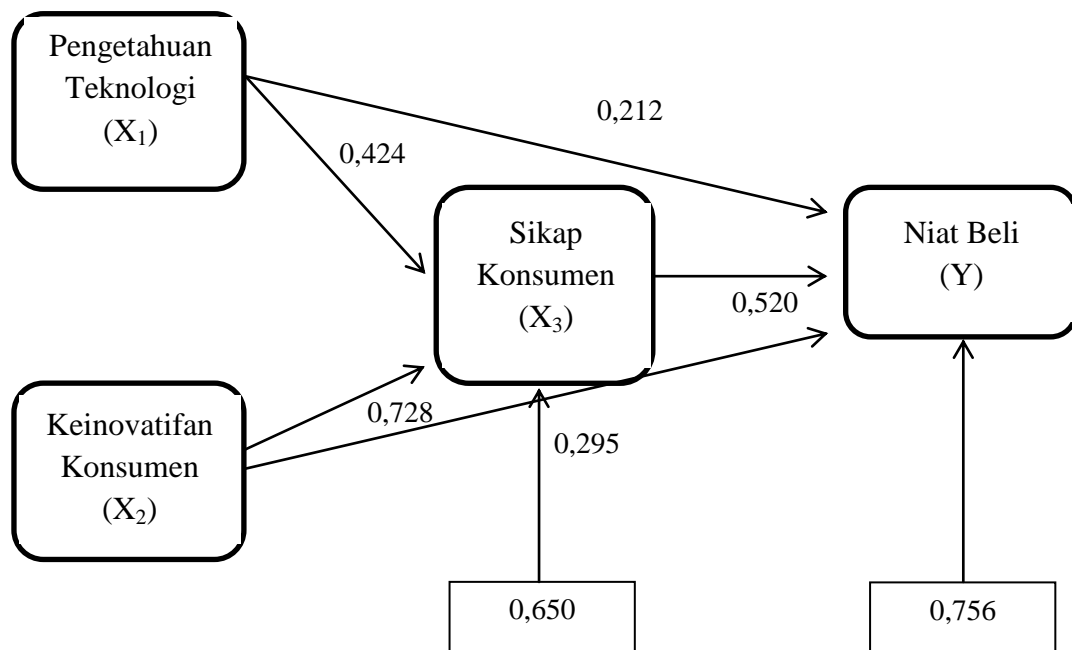 Pengetahuan
Teknologi
(X₁)
0,212
0,424
Sikap
Konsumen
(X₃)
Niat Beli
(Y)
0,520
Keinovatifan
Konsumen
(X₂)
0,728
0,295
0,650
0,756